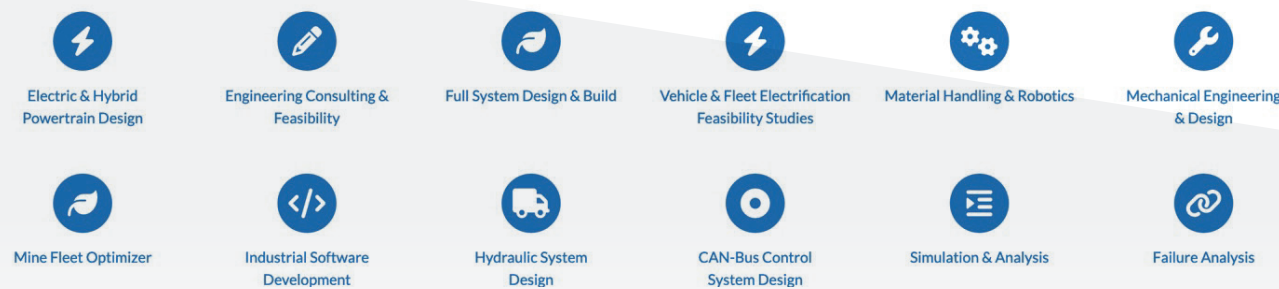 Electric & Hybrid
Powertrain Design
Engineering Consulting &
Feasibility
Full System Design & Build
Vehicle & Fleet Electrification
Feasibility Studies
Material Handling & Robotics
Mechanical Engineering
& Design
Mine Fleet Optimizer
Industrial Software
Development
Hydraulic System
Design
CAN-Bus Control
System Design
Simulation & Analysis
Failure Analysis